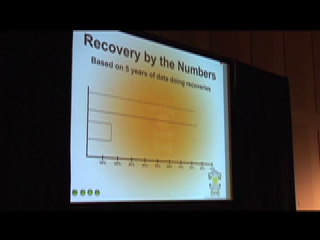 Recovery by the Numbers
Based on 5 years of data doing recoveries